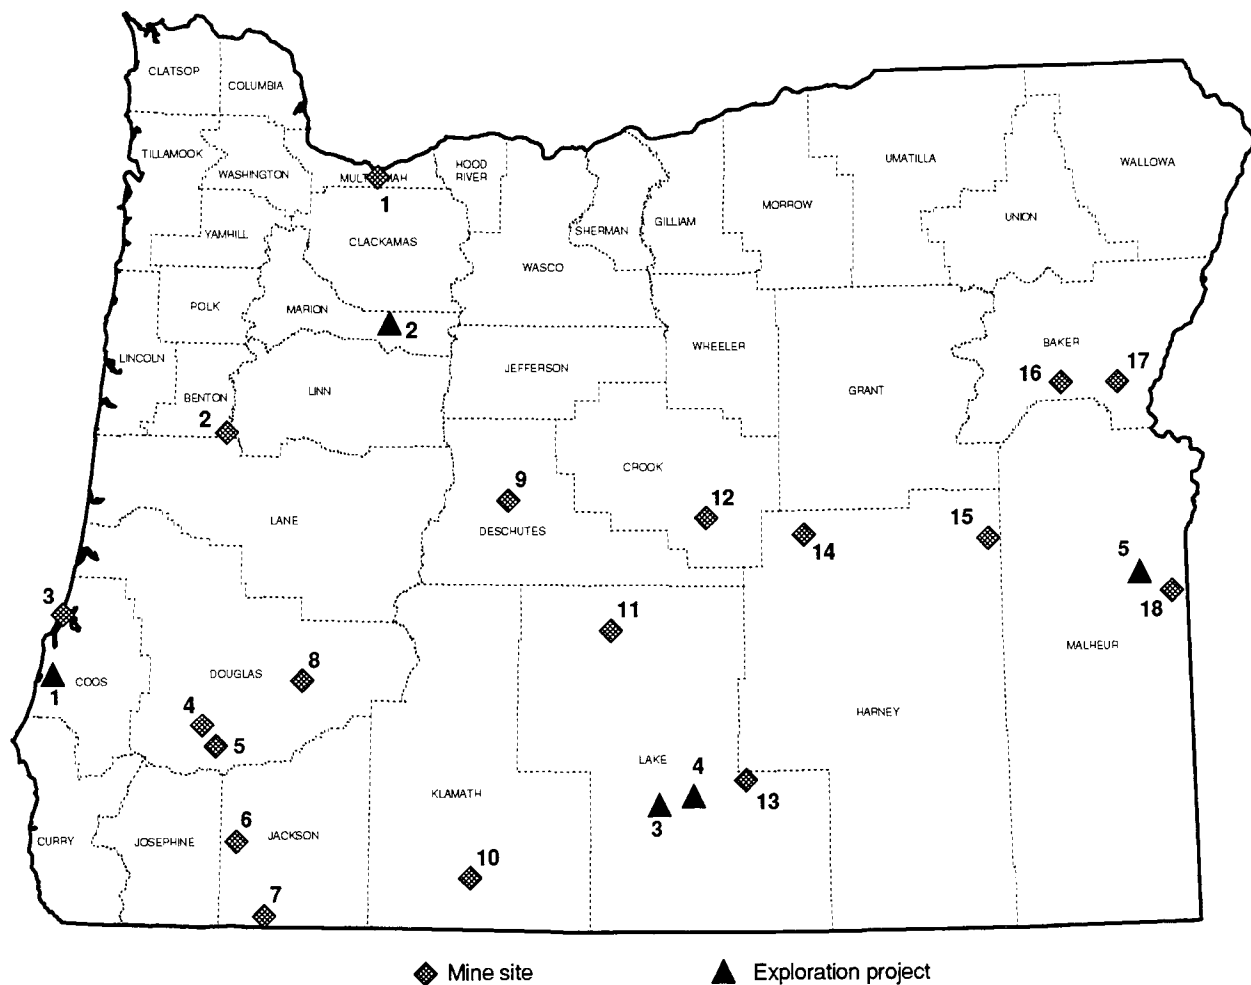 CLATSOP
COLUMBIA
TILLAMOOK
WASHINGTON
MULTNOMAH
HOOD
RIVER
UMATILLA
WALLOWA
1
MORROW
UNION
GILLIAM
SHERMAN
YAMHILL
CLACKAMAS
WASCO
POLK
MARION
2
WHEELER
BAKER
LINCOLN
JEFFERSON
16
17
BENTON
LINN
GRANT
2
CROOK
9
12
LANE
DESCHUTES
14
15
5
18
3
11
MALHEUR
1
COOS
DOUGLAS
8
4
5
HARNEY
LAKE
4
3
13
KLAMATH
CURRY
JOSEPHINE
6
JACKSON
10
7
Mine site
Exploration project